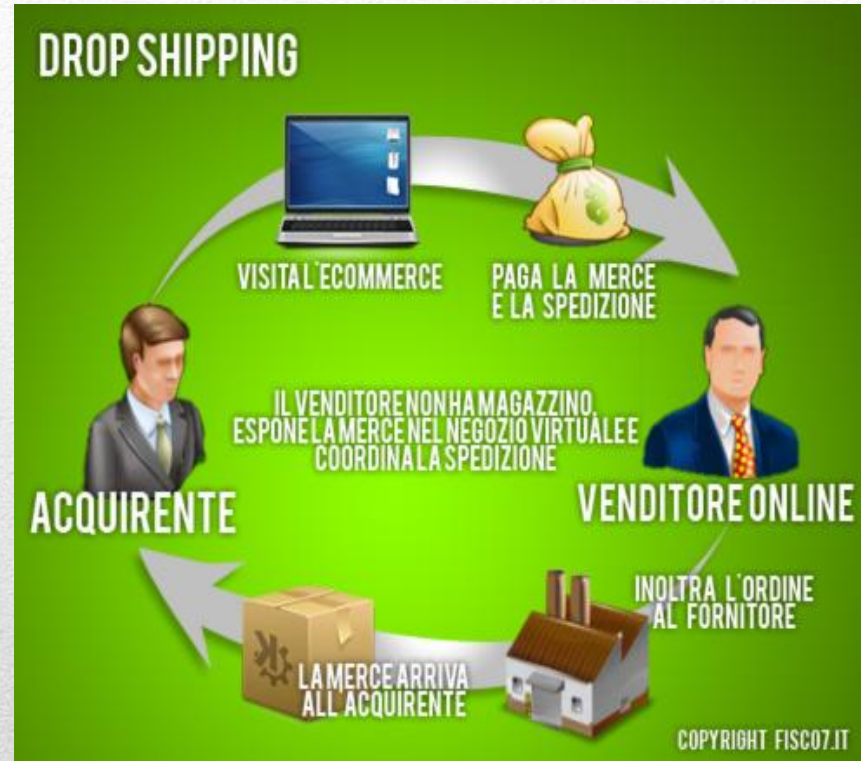 DROP SHIPPING
VISITA L'ECOMMERCE
PAGA LA MERCE
E LA SPEDIZIONE
IL VENDITORE NON HA MAGAZZINO,
ESPONE LA MERCE NEL NEGOZIO VIRTUALE E
COORDINA LA SPEDIZIONE
ACQUIRENTE
VENDITORE ONLINE
INOLTRA L'ORDINE
AL FORNITORE
LA MERCE ARRIVA
ALL ACQUIRENTE
COPYRIGHT FISCO7.IT